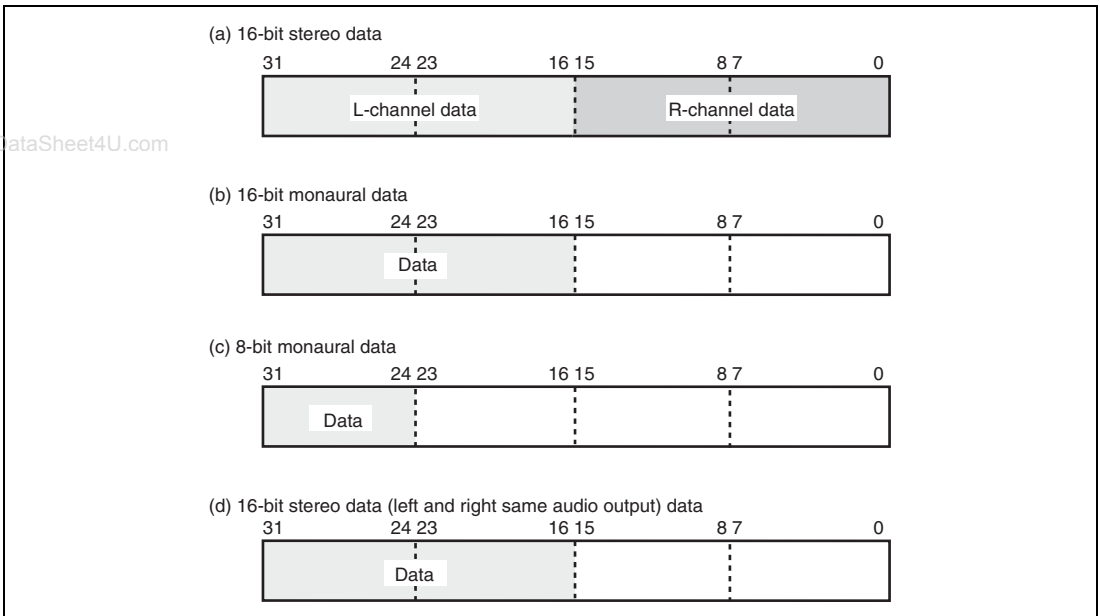 (a) 16-bit stereo data
31 24 23 16 15 8 7 0
L-channel data R-channel data
ataSheet4U.com
(b) 16-bit monaural data
31 24 23 16 15 8 7 0
Data
(c) 8-bit monaural data
31 24 23 16 15 8 7 0
Data
(d) 16-bit stereo data (left and right same audio output) data
31 24 23 16 15 8 7 0
Data